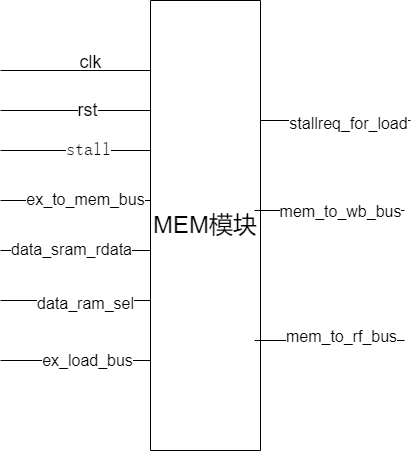 clk
rst
stall
ex_to_mem_bus
data_sram_rdata
data_ram_sel
ex_load_bus
MEM模块
stallreq_for_load
mem_to_wb_bus
mem_to_rf_bus